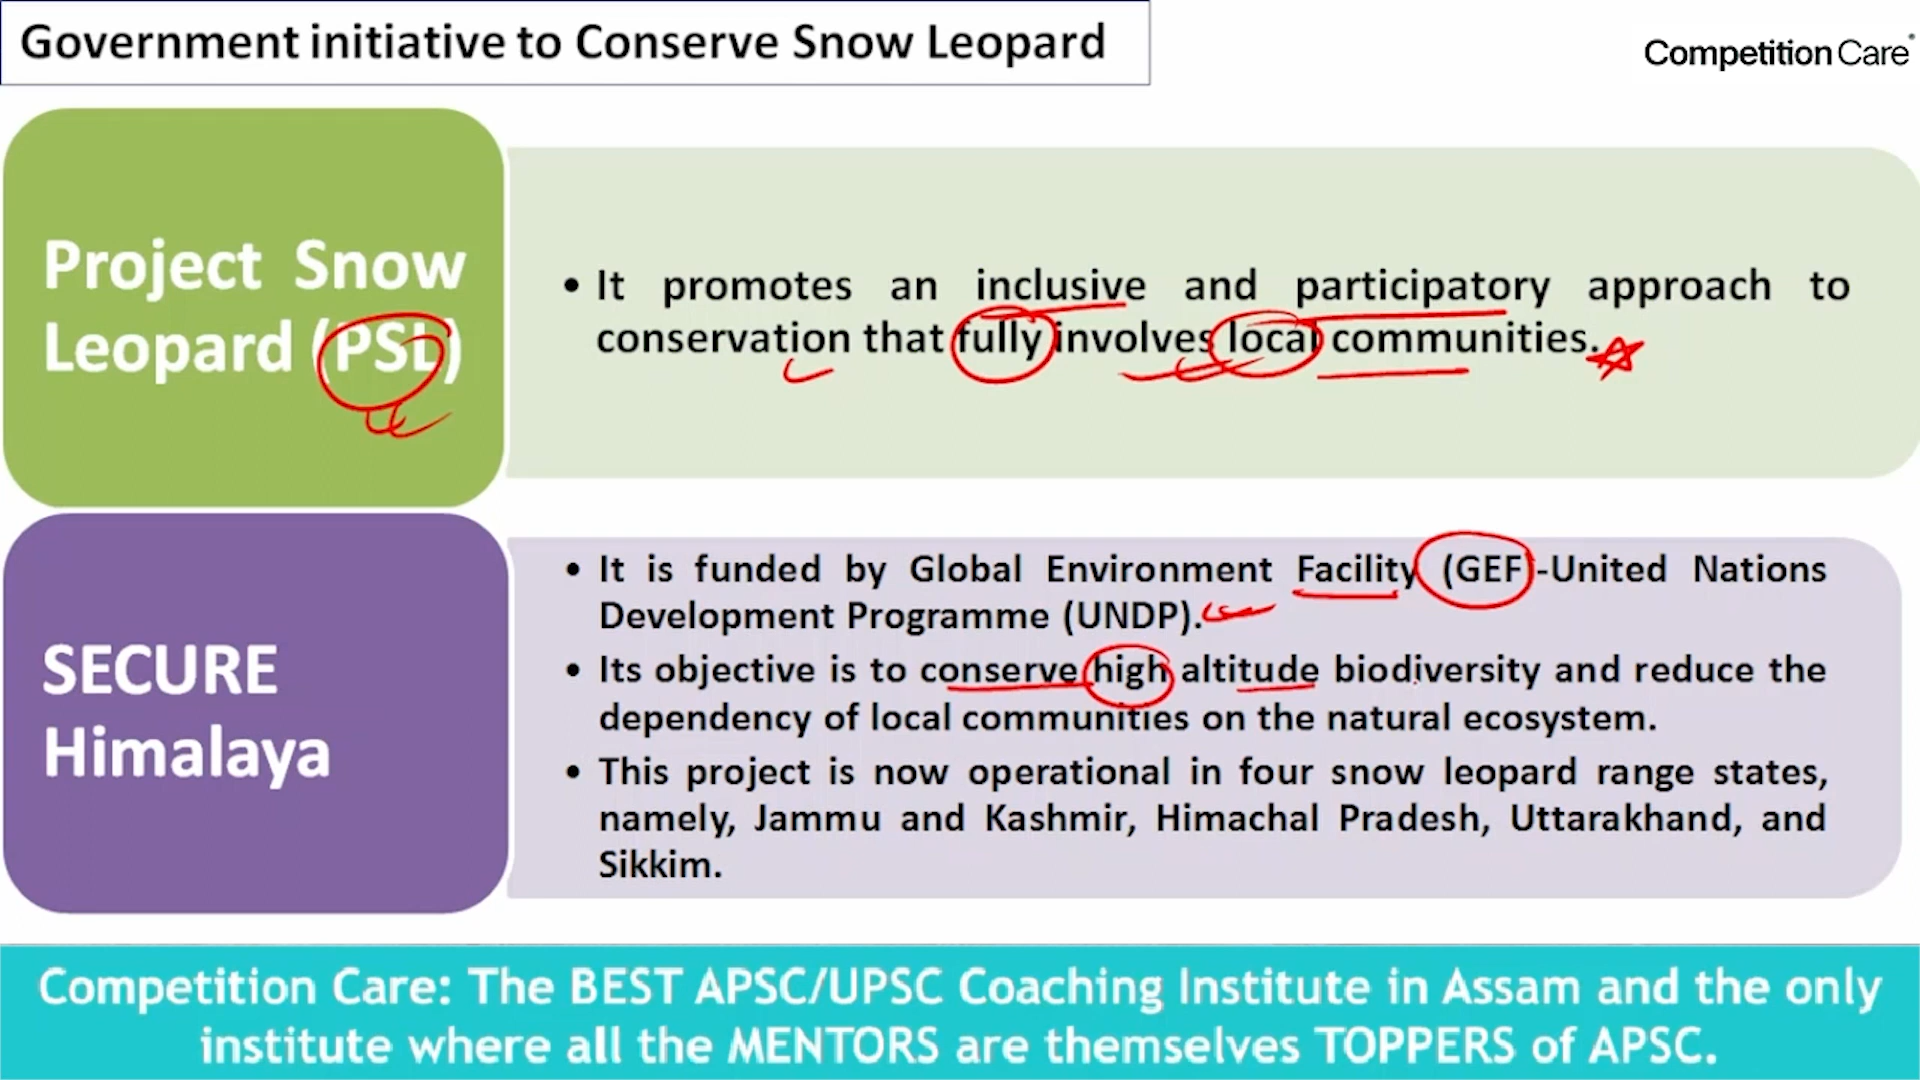 Government initiative to Conserve Snow Leopard
Competition Care
Project Snow
Leopard (PSL)
• It promotes an inclusive and participatory approach to
conservation that fully involves local communities.
SECURE
Himalaya
• It is funded by Global Environment Facility (GEF)-United Nations
Development Programme (UNDP).
• Its objective is to conserve high altitude biodiversity and reduce the
dependency of local communities on the natural ecosystem.
• This project is now operational in four snow leopard range states,
namely, Jammu and Kashmir, Himachal Pradesh, Uttarakhand, and
Sikkim.
Competition Care: The BEST APSC/UPSC Coaching Institute in Assam and the only
institute where all the MENTORS are themselves TOPPERS of APSC.